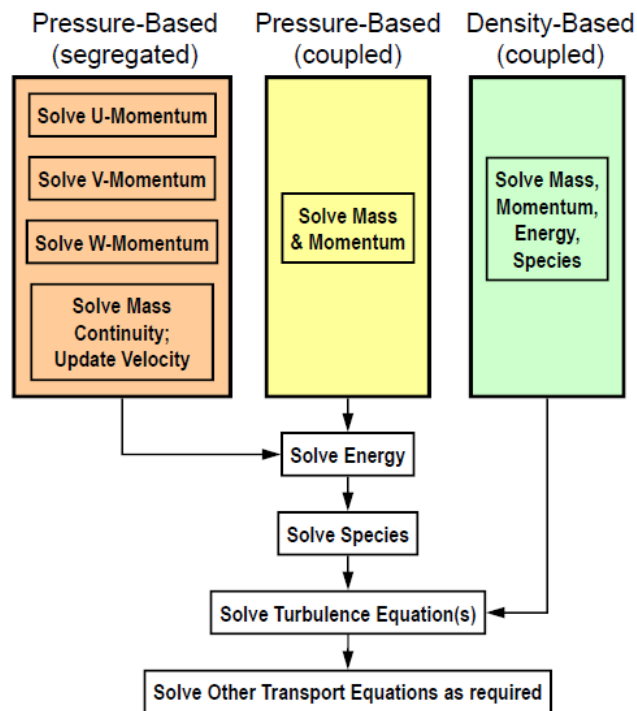 Pressure-Based
(segregated)
Pressure-Based
(coupled)
Density-Based
(coupled)
Solve U-Momentum
Solve V-Momentum
Solve W-Momentum
Solve Mass
Continuity;
Update Velocity
Solve Mass
& Momentum
Solve Mass,
Momentum,
Energy,
Species
Solve Energy
Solve Species
Solve Turbulence Equation(s)
Solve Other Transport Equations as required